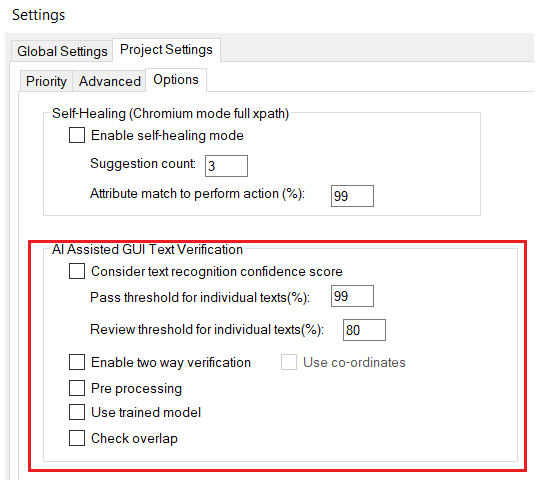 Settings
Global Settings Project Settings
Priority Advanced Options
Self-Healing (Chromium mode full xpath)
Enable self-healing mode
Suggestion count: 3
Attribute match to perform action (%): 99
AI Assisted GUI Text Verification
Consider text recognition confidence score
Pass threshold for individual texts(%): 99
Review threshold for individual texts(%): 80
Enable two way verification Use co-ordinates
Pre processing
Use trained model
Check overlap